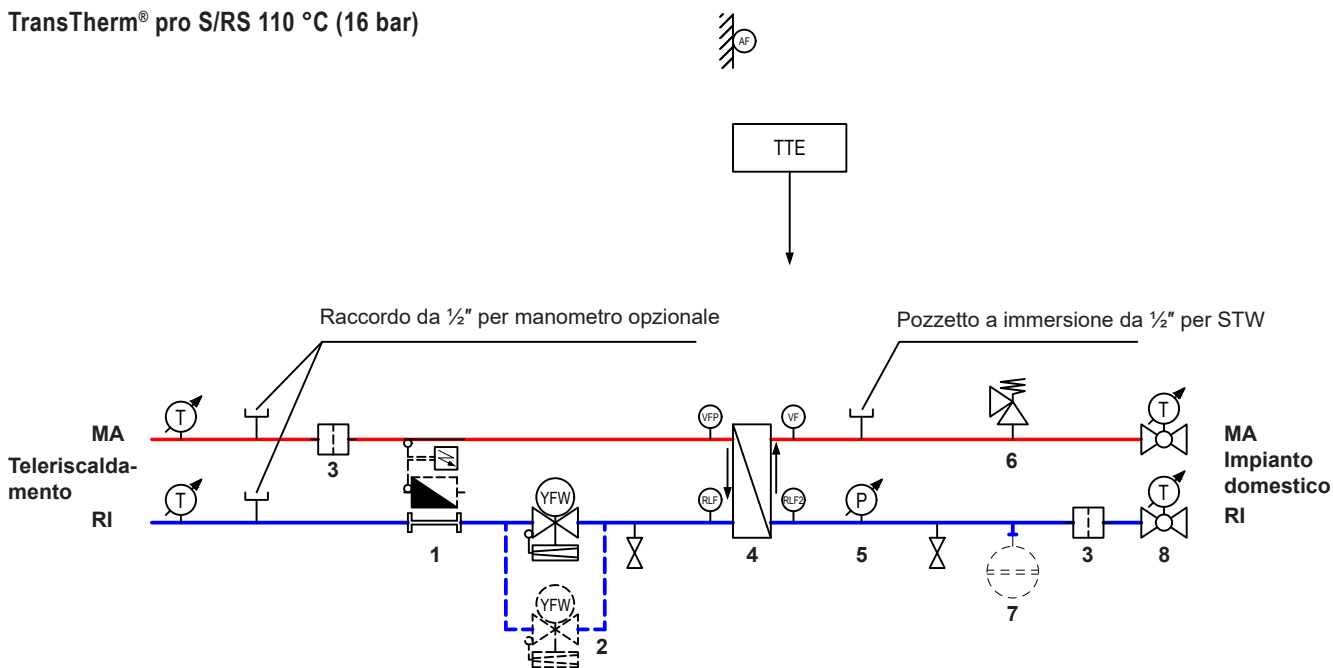 TransTherm® pro S/RS 110 °C (16 bar)
AF
TTE
Raccordo da ½″ per manometro opzionale
Pozzetto a immersione da ½″ per STW
T
VFP
VF
T
MA
3
6
MA
Teleriscalda-
mento
Impianto
domestico
T
RLF
RLF2
P
T
YFW
RI
RI
1
4
5
3
8
YFW
2
7